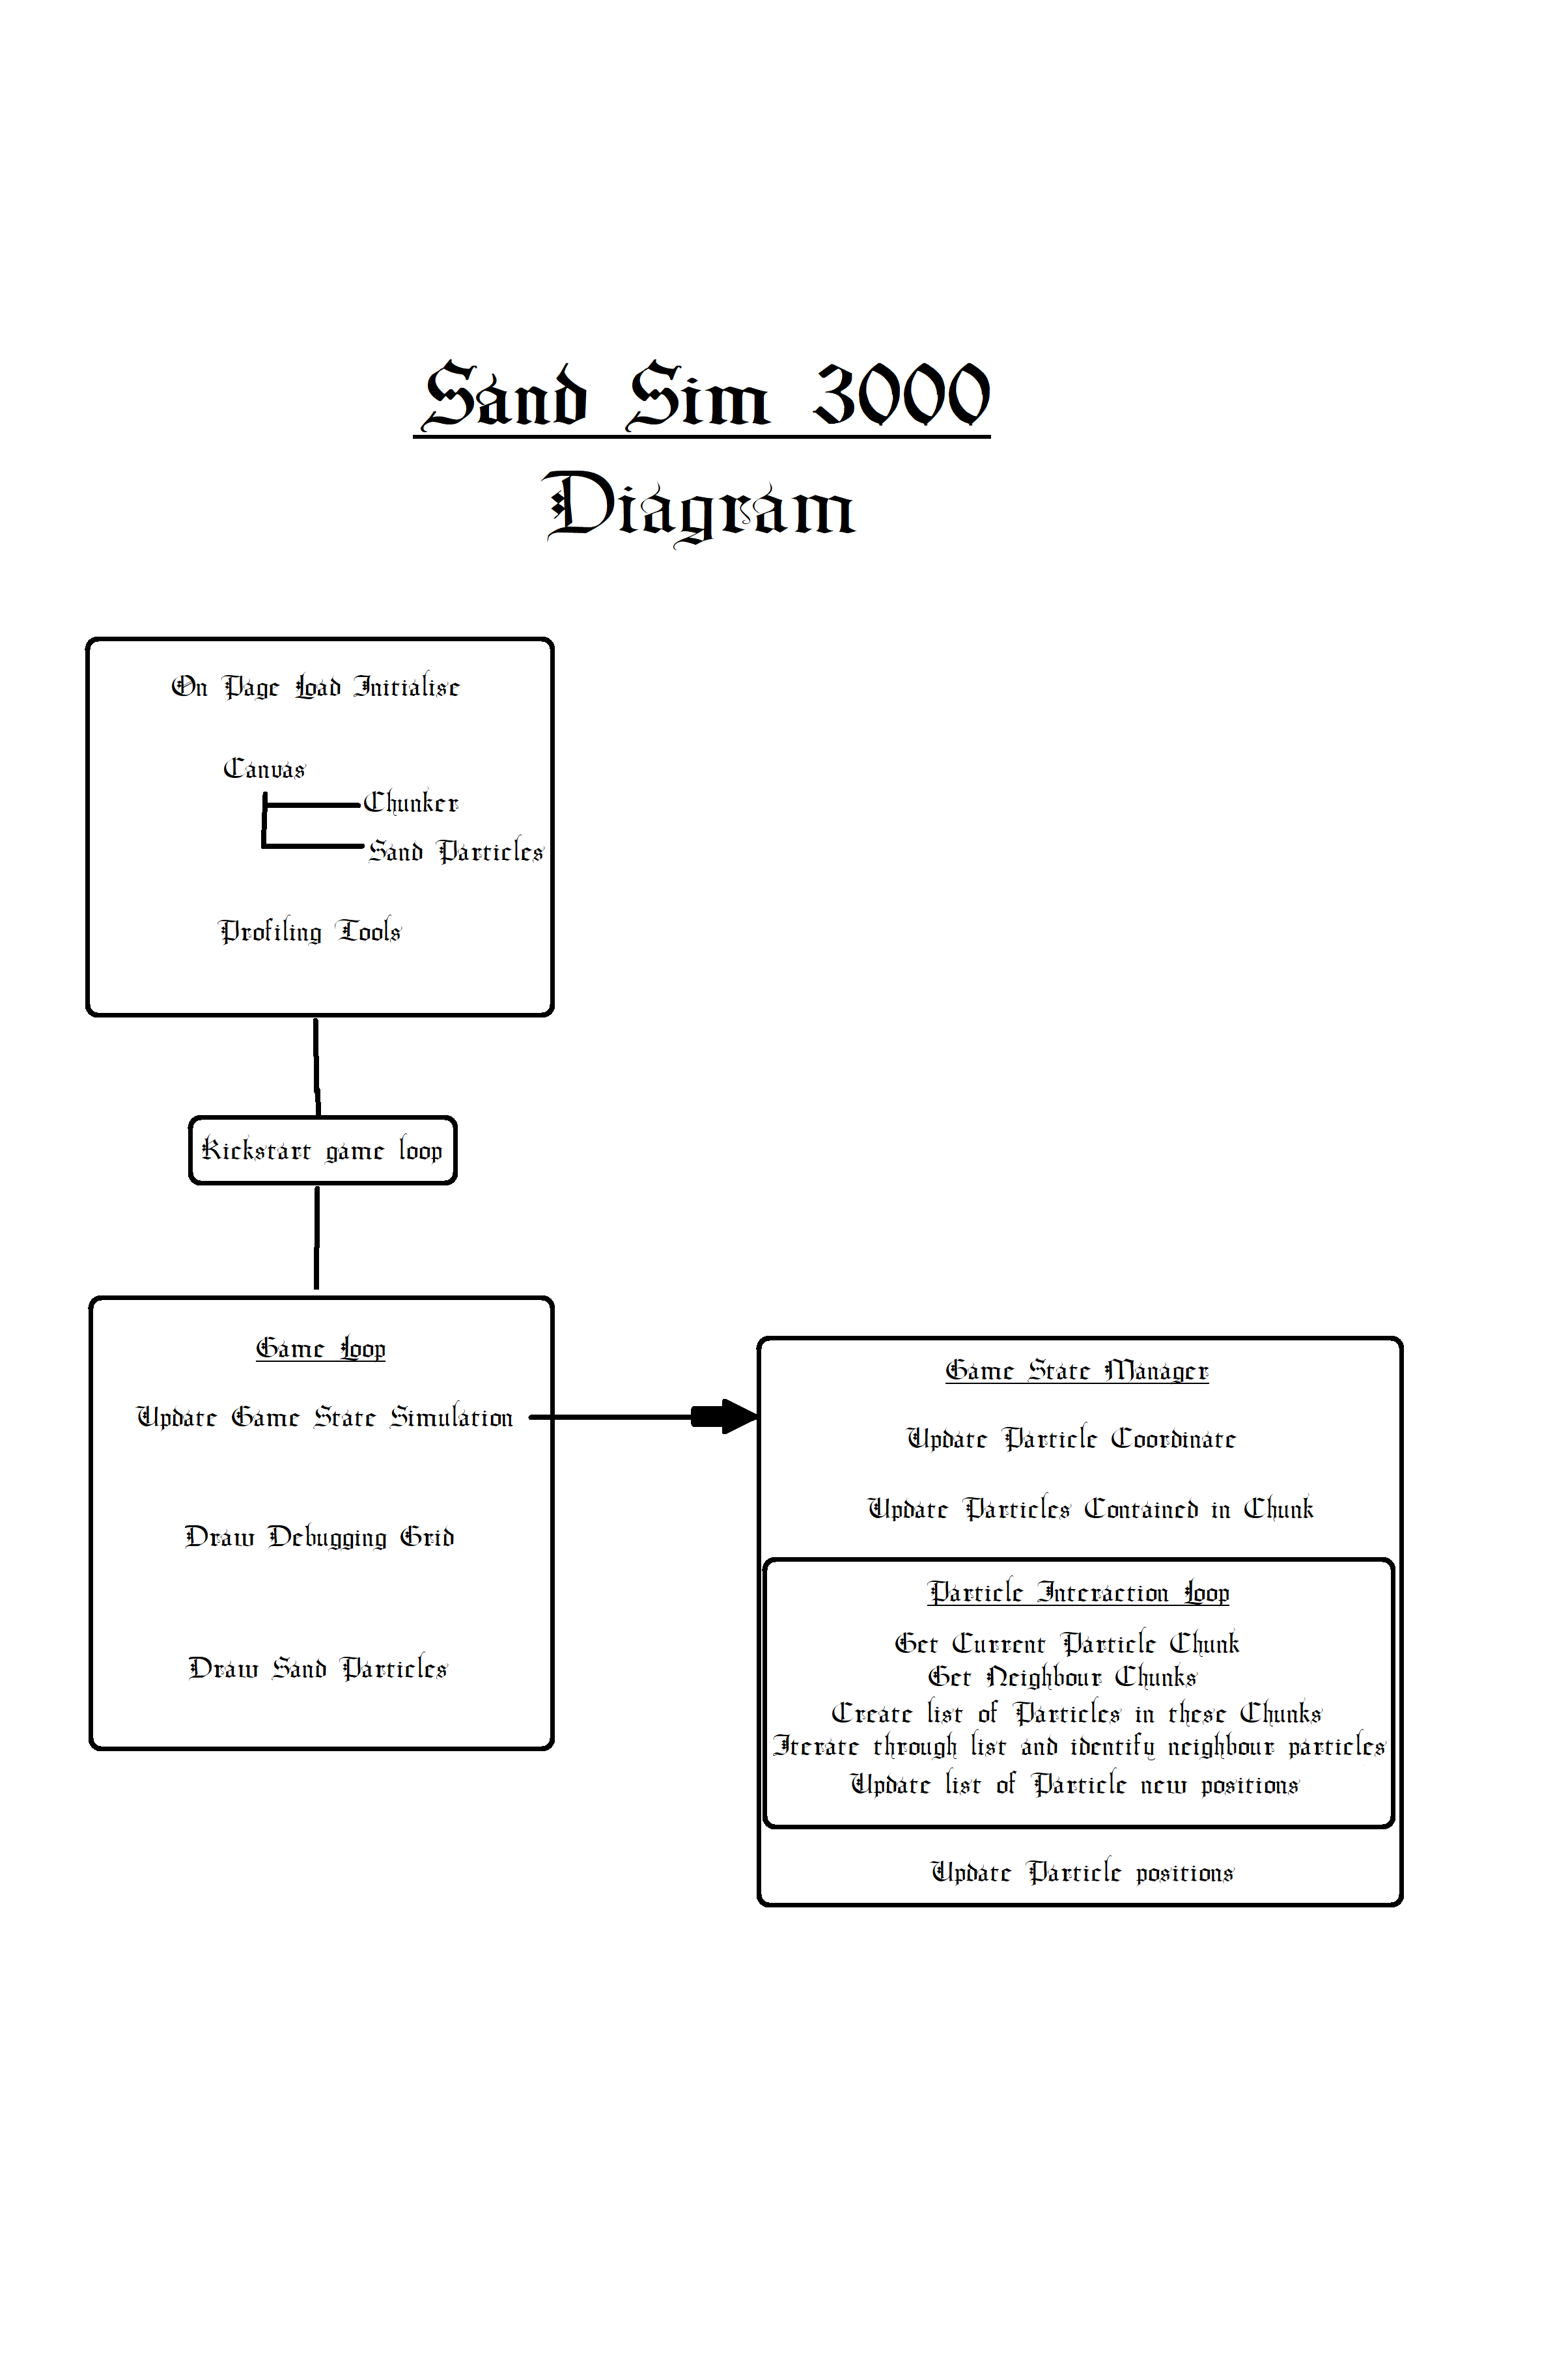 Sand Sim 3000
Diagram
On Page Load Initialise
Canvas
Chunker
Sand Particles
Profiling Tools
Kickstart game loop
Game Loop
Update Game State Simulation
Draw Debugging Grid
Draw Sand Particles
Game State Manager
Update Particle Coordinate
Update Particles Contained in Chunk
Particle Interaction Loop
Get Current Particle Chunk
Get Neighbour Chunks
Create list of Particles in these Chunks
Iterate through list and identify neighbour particles
Update list of Particle new positions
Update Particle positions